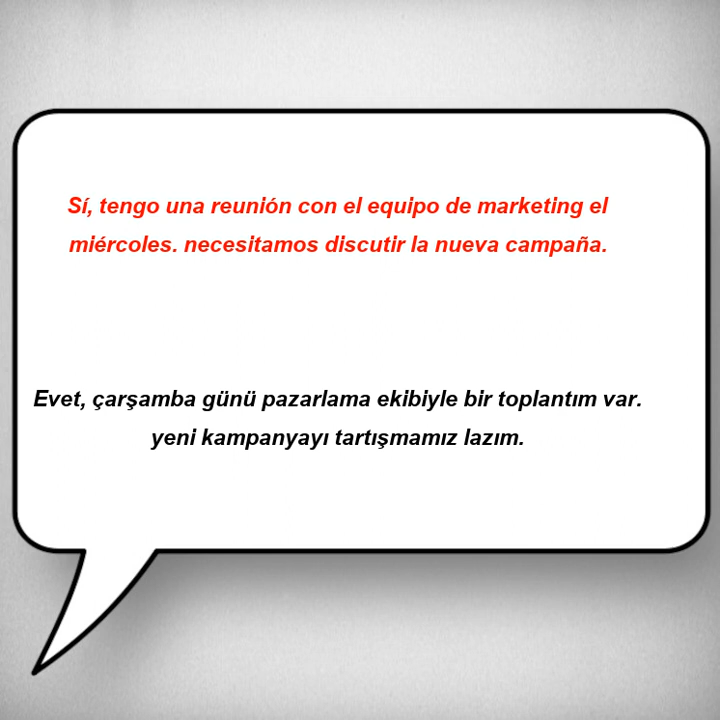 Sí, tengo una reunión con el equipo de marketing el
miércoles. necesitamos discutir la nueva campaña.
Evet, çarşamba günü pazarlama ekibiyle bir toplantım var.
yeni kampanyayı tartışmamız lazım.